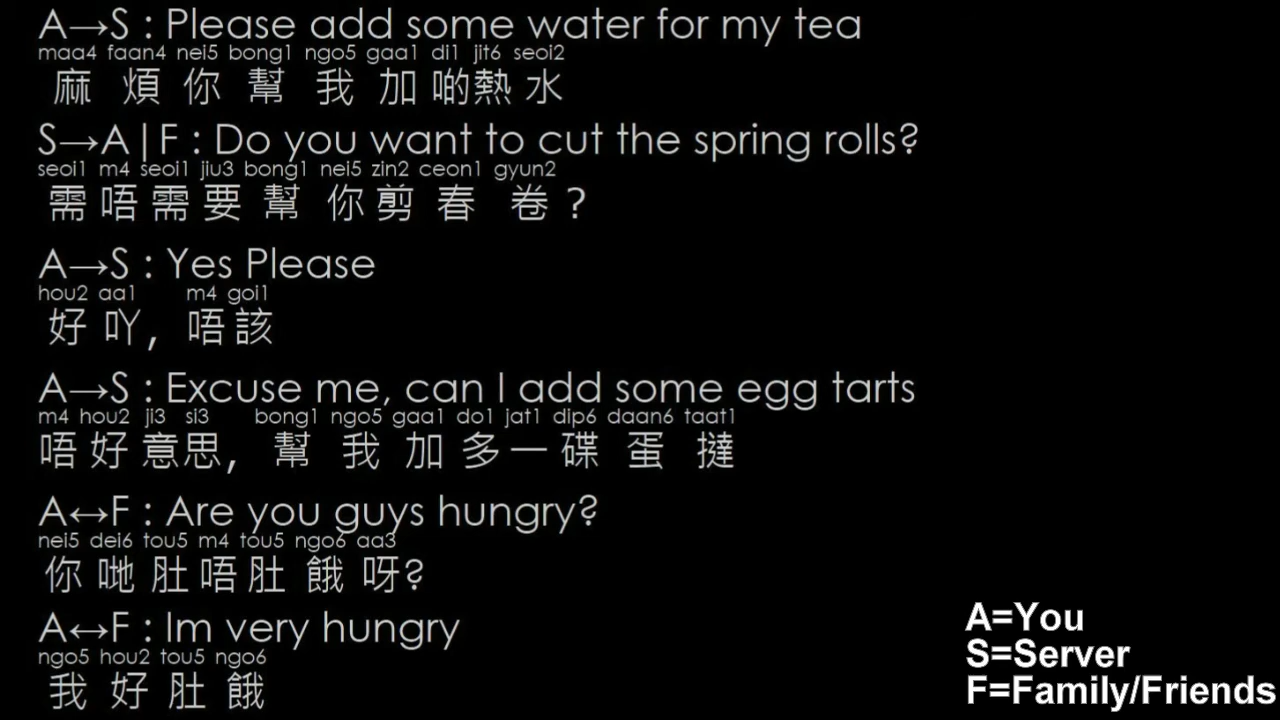 A→S : Please add some water for my tea
maa4 faan4 nei5 bong1 ngo5 gaa1 di1 jit6 seoi2
麻 煩 你 幫 我 加 啲熱 水
S→A|F : Do you want to cut the spring rolls?
seoi1 m4 seoi1 jiu3 bong1 nei5 zin2 ceon1 gyun2
需 唔 需 要 幫 你 剪 春 卷 ?
A→S : Yes Please
hou2 aa1 m4 goi1
好 吖, 唔 該
A→S : Excuse me, can I add some egg tarts
m4 hou2 ji3 si3 bong1 ngo5 gaa1 do1 jat1 dip6 daan6 taat1
唔 好 意思, 幫 我 加 多 一 碟 蛋 撻
A↔F : Are you guys hungry?
nei5 dei6 tou5 m4 tou5 ngo6 aa3
你 哋 肚 唔 肚 餓 呀?
A↔F : Im very hungry
ngo5 hou2 tou5 ngo6
我 好 肚 餓
A=You
S=Server
F=Family/Friends